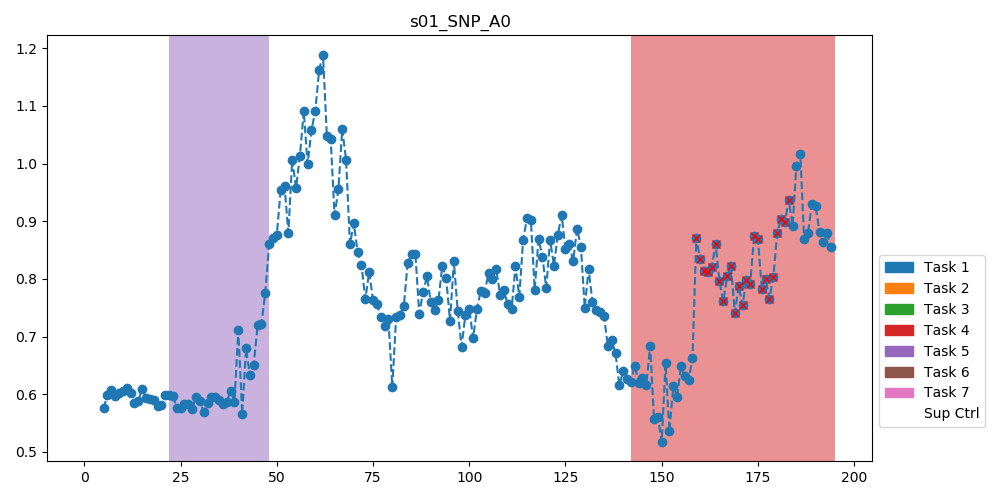 s01_SNP_A0
1.2
1.1
1.0
0.9
0.8
0.7
0.6
0.5
0 25 50 75 100 125 150 175 200
Task 1
Task 2
Task 3
Task 4
Task 5
Task 6
Task 7
Sup Ctrl